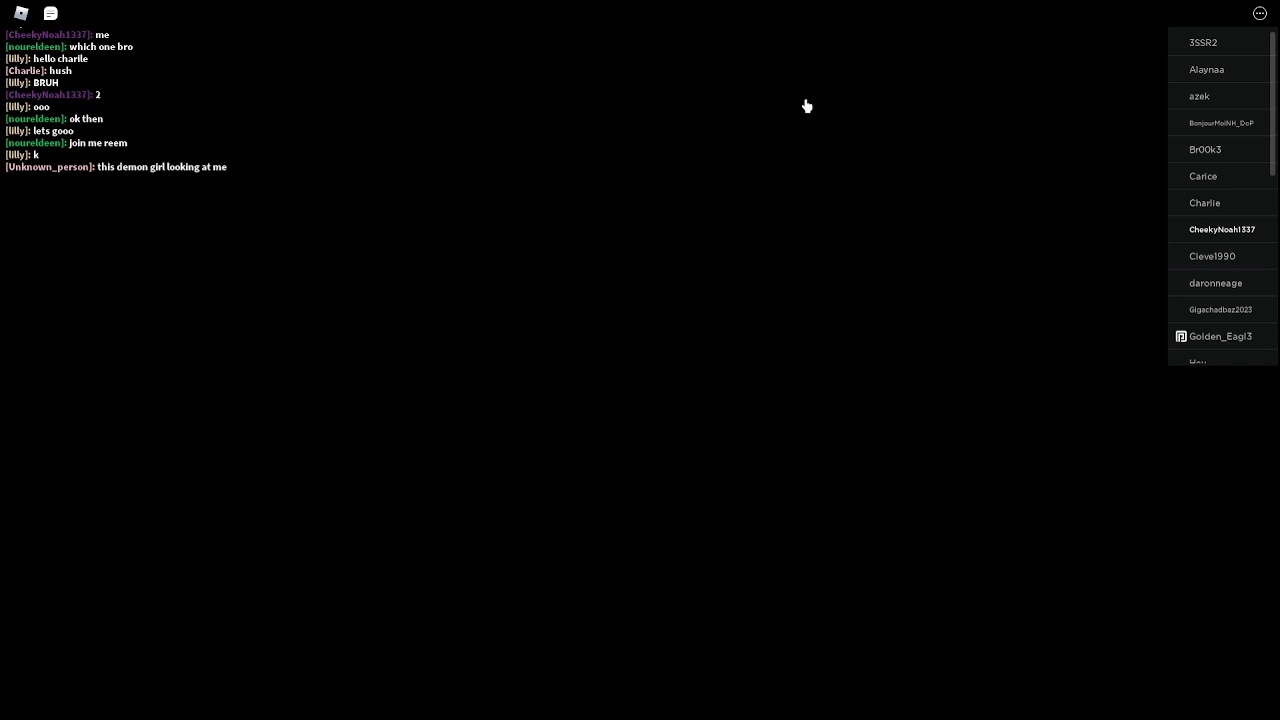 [CheekyNoah1337]: me
[noureldeen]: which one bro
[lilly]: hello charile
[Charlie]: hush
[lilly]: BRUH
[CheekyNoah1337]: 2
[lilly]: ooo
[noureldeen]: ok then
[lilly]: lets gooo
[noureldeen]: join me reem
[lilly]: k
[Unknown_person]: this demon girl looking at me
3SSR2
Alaynaa
azek
BonjourMoiNH_DoP
Br00k3
Carice
Charlie
CheekyNoah1337
Cleve1990
daronneage
Gigachadbaz2023
Golden_Eagl3